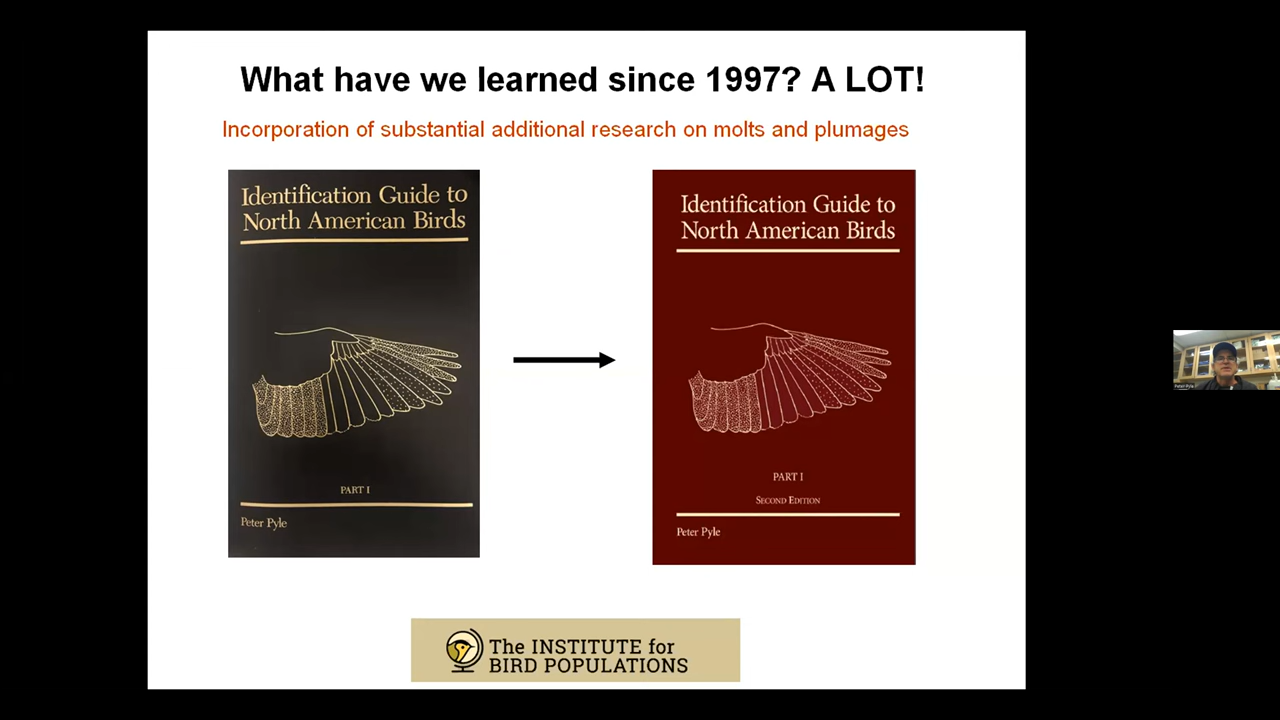 What have we learned since 1997? A LOT!
Incorporation of substantial additional research on molts and plumages
Identification Guide to
North American Birds
PART I
Peter Pyle
Identification Guide to
North American Birds
PART I
SECOND EDITION
Peter Pyle
The INSTITUTE for
BIRD POPULATIONS
Peter Pyle